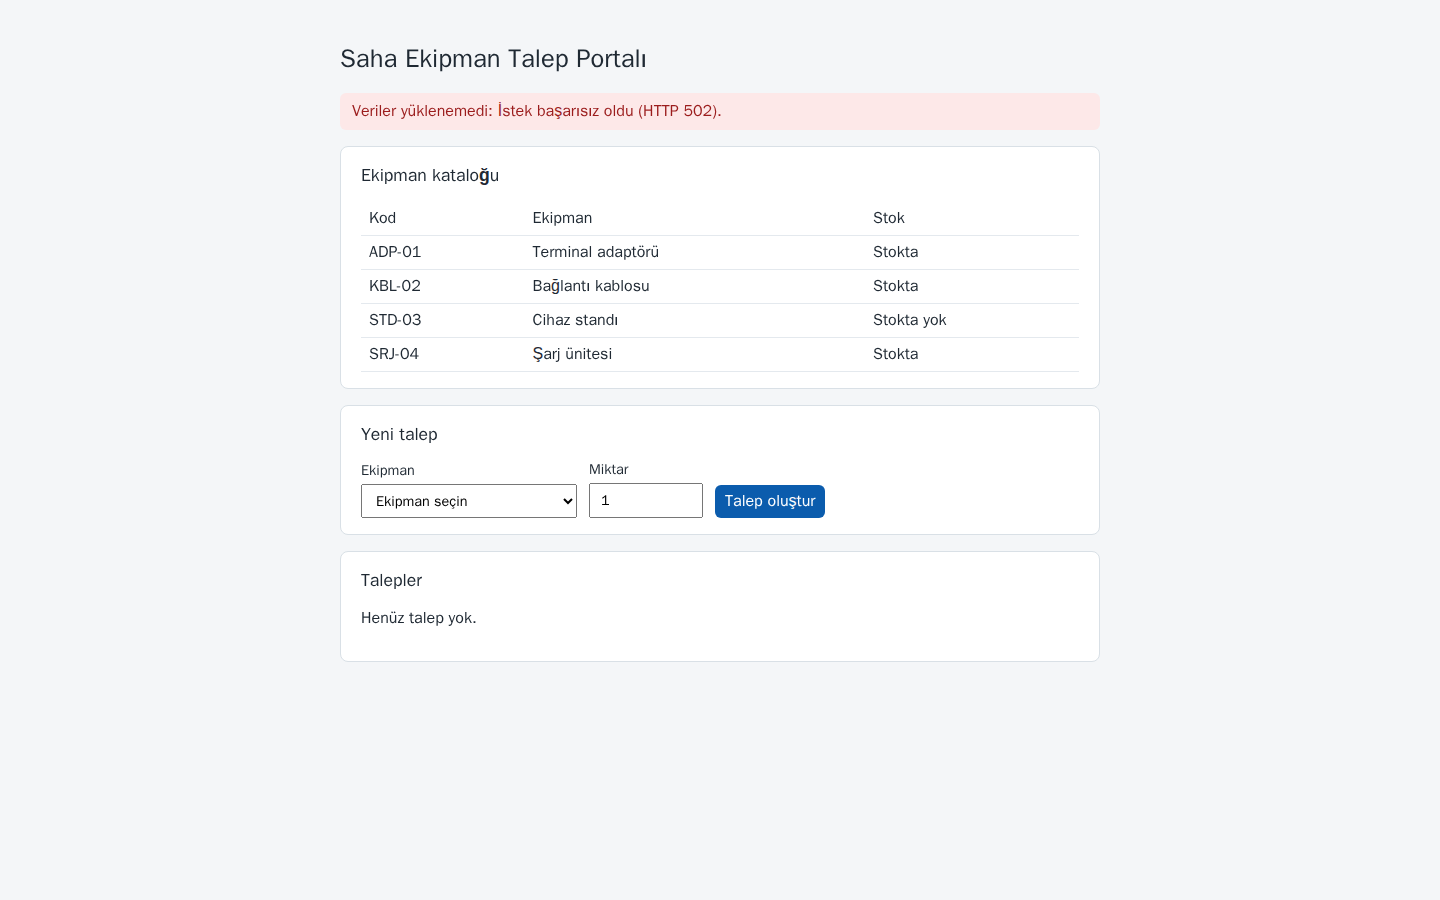 Saha Ekipman Talep Portalı
Veriler yüklenemedi: İstek başarısız oldu (HTTP 502).
Ekipman kataloğu
Kod Ekipman Stok
ADP-01 Terminal adaptörü Stokta
KBL-02 Bağlantı kablosu Stokta
STD-03 Cihaz standı Stokta yok
SRJ-04 Şarj ünitesi Stokta
Yeni talep
Ekipman Miktar
Ekipman seçin 1 Talep oluştur
Talepler
Henüz talep yok.